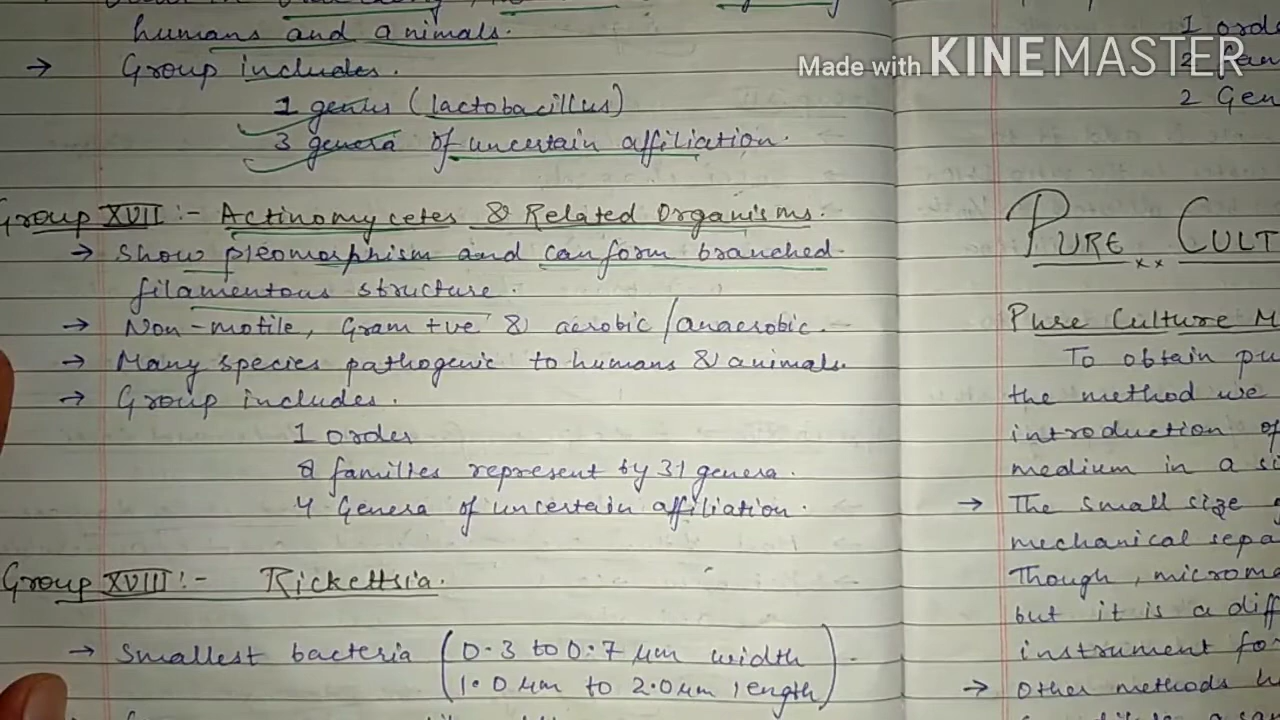 humans and animals.
→ Group includes.
1 genus (lactobacillus)
3 genera of uncertain affiliation.
Group XVII :- Actinomycetes & Related Organisms.
→ Show pleomorphism and can form branched
filamentous structure.
→ Non-motile, Gram +ve & aerobic/anaerobic.
→ Many species pathogenic to humans & animals.
→ Group includes.
1 order
8 families represent by 31 genera.
4 Genera of uncertain affiliation.
Group XVIII :- Rickettsia.
→ Smallest bacteria (0.3 to 0.7 μm width
1.0 μm to 2.0 μm length)
Made with KINEMASTER
1 orde
2 Gen
PURE CULT
Pure Culture M
To obtain pu
the method we
introduction of
medium in a si
→ The small size
mechanical sepa
Though, microma
but it is a diff
instrument fo
→ Other methods h